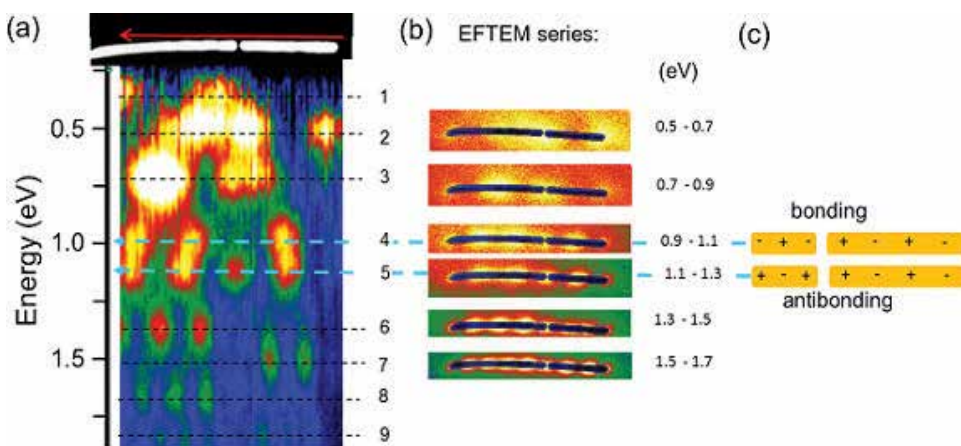 (a)
Energy (eV)
0.5
1.0
1.5
1
2
3
4
5
6
7
8
9
(b) EFTEM series:
(eV)
0.5 - 0.7
0.7 - 0.9
0.9 - 1.1
1.1 - 1.3
1.3 - 1.5
1.5 - 1.7
(c)
bonding
- + - + - + -
+ - + + - + -
antibonding